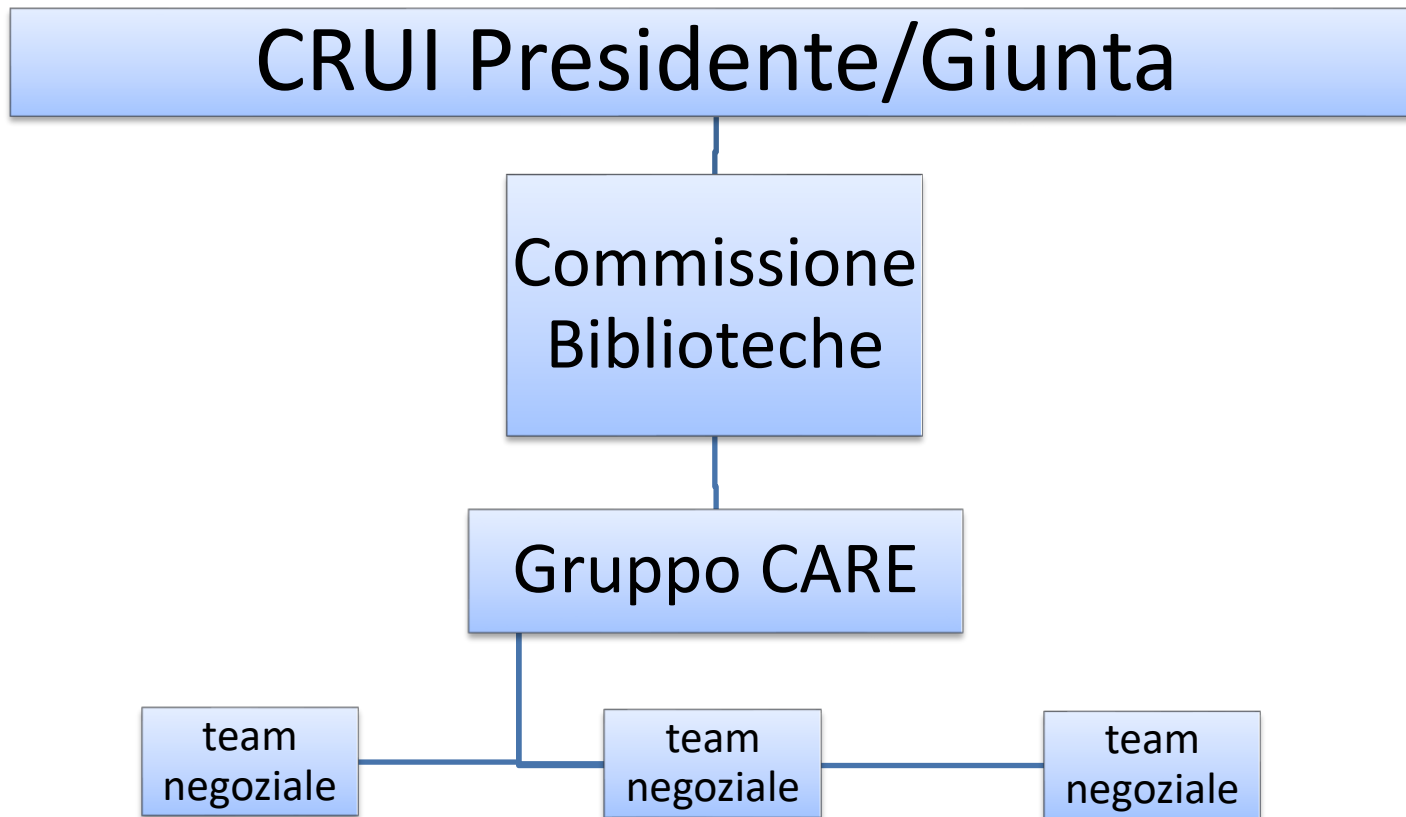 CRUI Presidente/Giunta
Commissione
Biblioteche
Gruppo CARE
team
negoziale
team
negoziale
team
negoziale